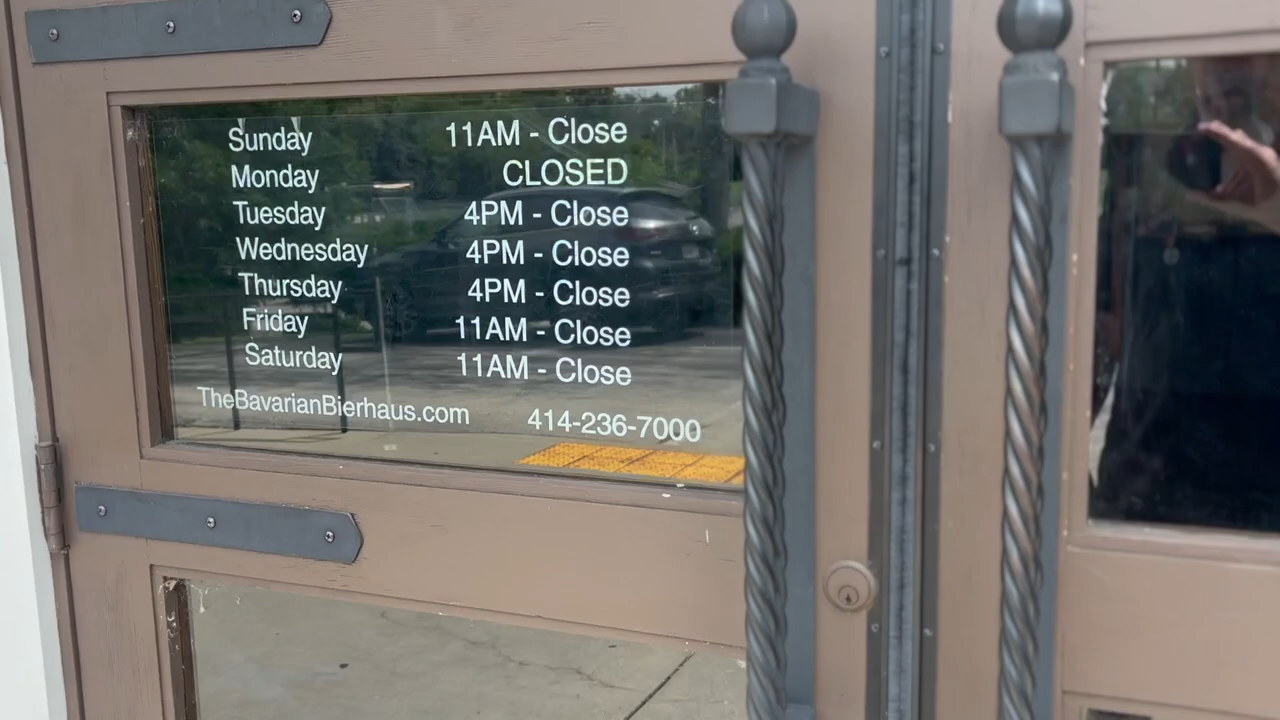 Sunday 11AM - Close
Monday CLOSED
Tuesday 4PM - Close
Wednesday 4PM - Close
Thursday 4PM - Close
Friday 11AM - Close
Saturday 11AM - Close
TheBavarianBierhaus.com 414-236-7000